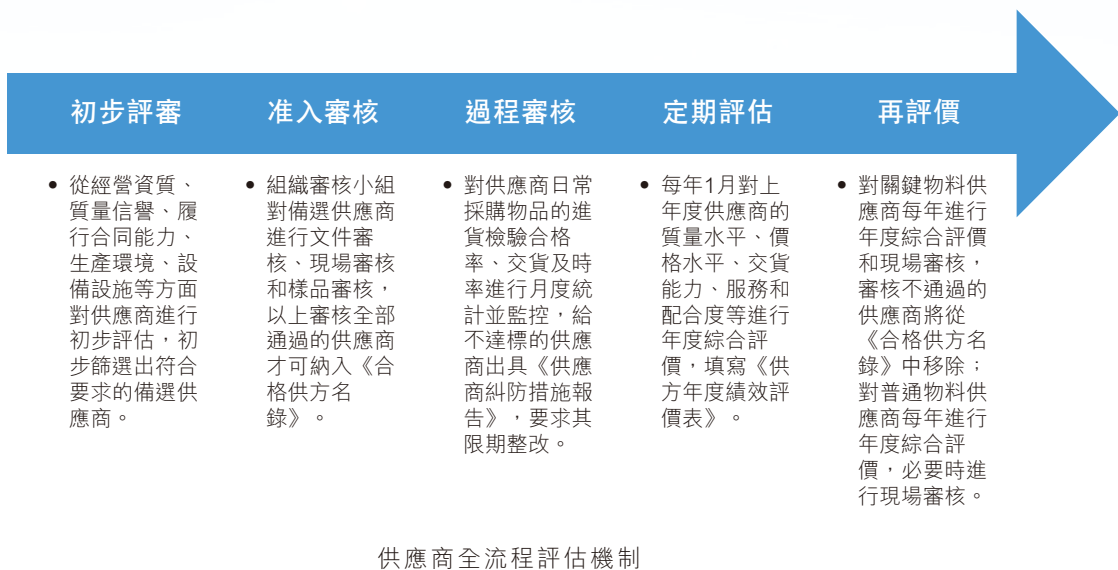 初步評審
准入審核
過程審核
定期評估
再評價
• 從經營資質、
質量信譽、履
行合同能力、
生產環境、設
備設施等方面
對供應商進行
初步評估，初
步篩選出符合
要求的備選供
應商。
• 組織審核小組
對備選供應商
進行文件審
核、現場審核
和樣品審核，
以上審核全部
通過的供應商
才可納入《合
格供方名
錄》。
• 對供應商日常
採購物品的進
貨檢驗合格
率、交貨及時
率進行月度統
計並監控，給
不達標的供應
商出具《供應
商糾防措施報
告》，要求其
限期整改。
• 每年1月對上
年度供應商的
質量水平、價
格水平、交貨
能力、服務和
配合度等進行
年度綜合評
價，填寫《供
方年度績效評
價表》。
• 對關鍵物料供
應商每年進行
年度綜合評價
和現場審核，
審核不通過的
供應商將從
《合格供方名
錄》中移除；
對普通物料供
應商每年進行
年度綜合評
價，必要時進
行現場審核。
供應商全流程評估機制